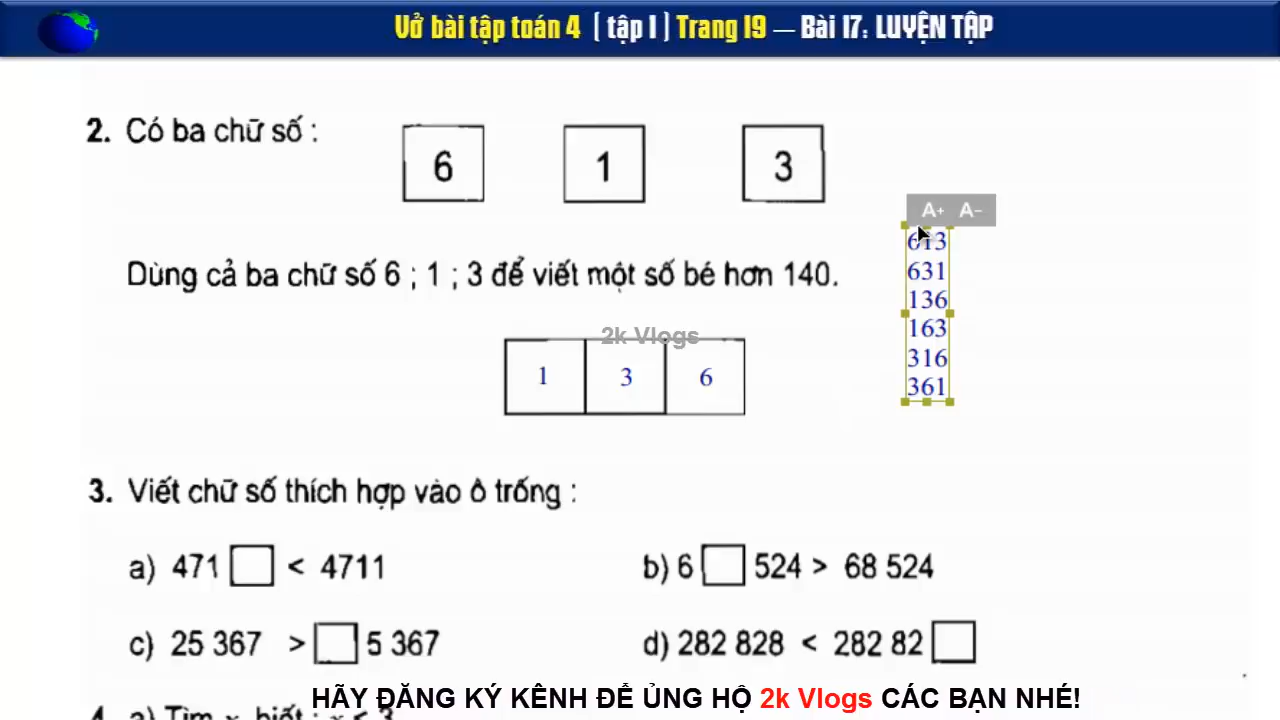 Vở bài tập toán 4 ( tập 1 ) Trang 19 – Bài 17: LUYỆN TẬP
2. Có ba chữ số :
6 1 3
A+ A-
613
631
136
163
316
361
Dùng cả ba chữ số 6 ; 1 ; 3 để viết một số bé hơn 140.
2k Vlogs
1 3 6
3. Viết chữ số thích hợp vào ô trống :
a) 471 □ < 4711
b) 6 □ 524 > 68 524
c) 25 367 > □ 5 367
d) 282 828 < 282 82 □
HÃY ĐĂNG KÝ KÊNH ĐỂ ỦNG HỘ 2k Vlogs CÁC BẠN NHÉ!
4. a) Tìm x, biết : x < 3